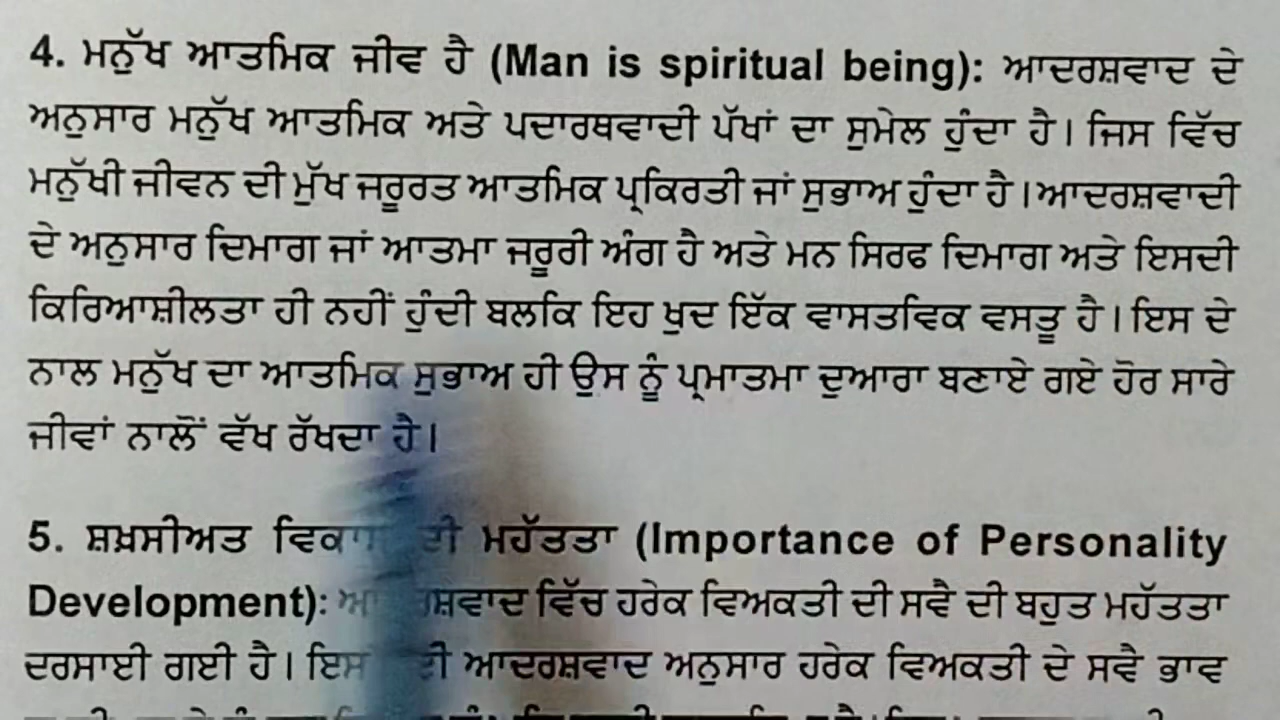 4. ਮਨੁੱਖ ਆਤਮਿਕ ਜੀਵ ਹੈ (Man is spiritual being): ਆਦਰਸ਼ਵਾਦ ਦੇ
ਅਨੁਸਾਰ ਮਨੁੱਖ ਆਤਮਿਕ ਅਤੇ ਪਦਾਰਥਵਾਦੀ ਪੱਖਾਂ ਦਾ ਸੁਮੇਲ ਹੁੰਦਾ ਹੈ। ਜਿਸ ਵਿੱਚ
ਮਨੁੱਖੀ ਜੀਵਨ ਦੀ ਮੁੱਖ ਜਰੂਰਤ ਆਤਮਿਕ ਪ੍ਰਕਿਰਤੀ ਜਾਂ ਸੁਭਾਅ ਹੁੰਦਾ ਹੈ। ਆਦਰਸ਼ਵਾਦੀ
ਦੇ ਅਨੁਸਾਰ ਦਿਮਾਗ ਜਾਂ ਆਤਮਾ ਜਰੂਰੀ ਅੰਗ ਹੈ ਅਤੇ ਮਨ ਸਿਰਫ ਦਿਮਾਗ ਅਤੇ ਇਸਦੀ
ਕਿਰਿਆਸ਼ੀਲਤਾ ਹੀ ਨਹੀਂ ਹੁੰਦੀ ਬਲਕਿ ਇਹ ਖੁਦ ਇੱਕ ਵਾਸਤਵਿਕ ਵਸਤੂ ਹੈ। ਇਸ ਦੇ
ਨਾਲ ਮਨੁੱਖ ਦਾ ਆਤਮਿਕ ਸੁਭਾਅ ਹੀ ਉਸ ਨੂੰ ਪ੍ਰਮਾਤਮਾ ਦੁਆਰਾ ਬਣਾਏ ਗਏ ਹੋਰ ਸਾਰੇ
ਜੀਵਾਂ ਨਾਲੋਂ ਵੱਖ ਰੱਖਦਾ ਹੈ।
5. ਸ਼ਖ਼ਸੀਅਤ ਮਹੱਤਤਾ (Importance of Personality
Development): ਵਿੱਚ ਹਰੇਕ ਵਿਅਕਤੀ ਦੀ ਸਵੈ ਦੀ ਬਹੁਤ ਮਹੱਤਤਾ
ਦਰਸਾਈ ਗਈ ਹੈ। ਇਸ ਆਦਰਸ਼ਵਾਦ ਅਨੁਸਾਰ ਹਰੇਕ ਵਿਅਕਤੀ ਦੇ ਸਵੈ ਭਾਵ